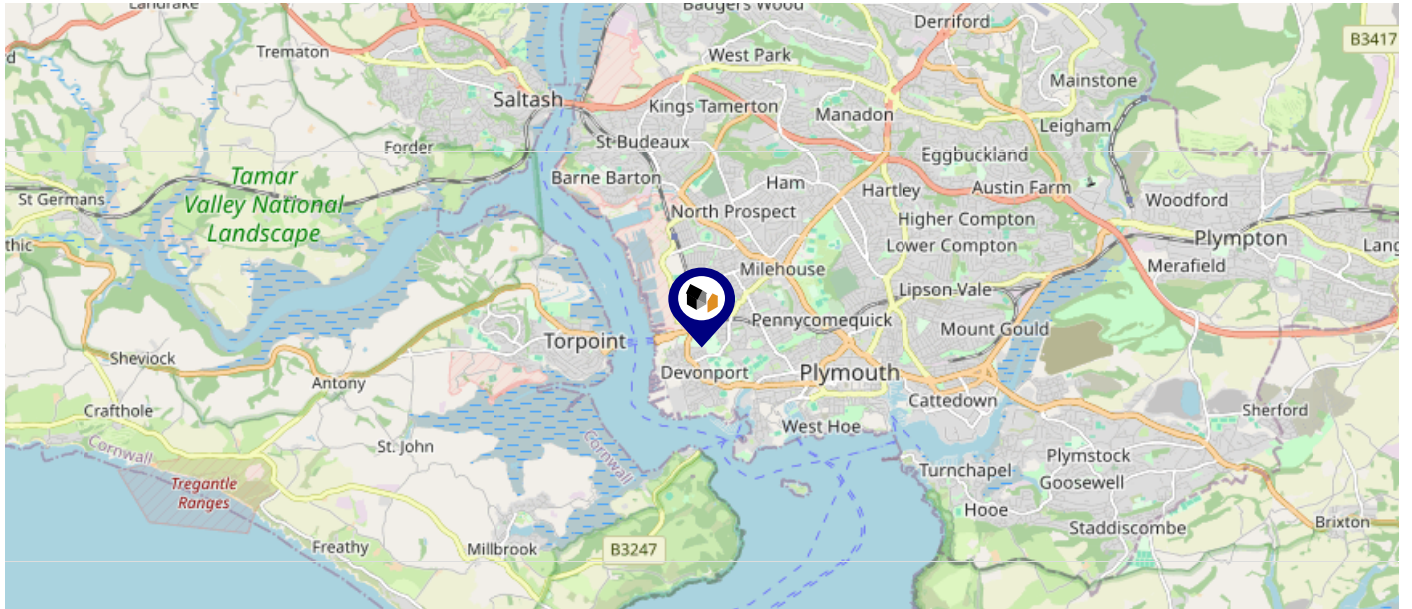 Landrake
Badgers Wood
Derriford
B3417
Trematon
West Park
Mainstone
Saltash
Kings Tamerton
Manadon
Leigham
St Budeaux
Forder
Eggbuckland
Tamar
Valley National
Landscape
Barne Barton
Ham
Hartley
Austin Farm
St Germans
Woodford
North Prospect
Higher Compton
Lower Compton
Plympton
thic
Lang
Milehouse
Merafield
Lipson Vale
Pennycomequick
Mount Gould
Torpoint
Sheviock
Devonport
Plymouth
Antony
Cattedown
Crafthole
Sherford
West Hoe
Cornwall
St. John
Cornwall
Plymstock
Turnchapel
Goosewell
Tregantle
Ranges
Hooe
Staddiscombe
Brixton
Freathy
Millbrook
B3247